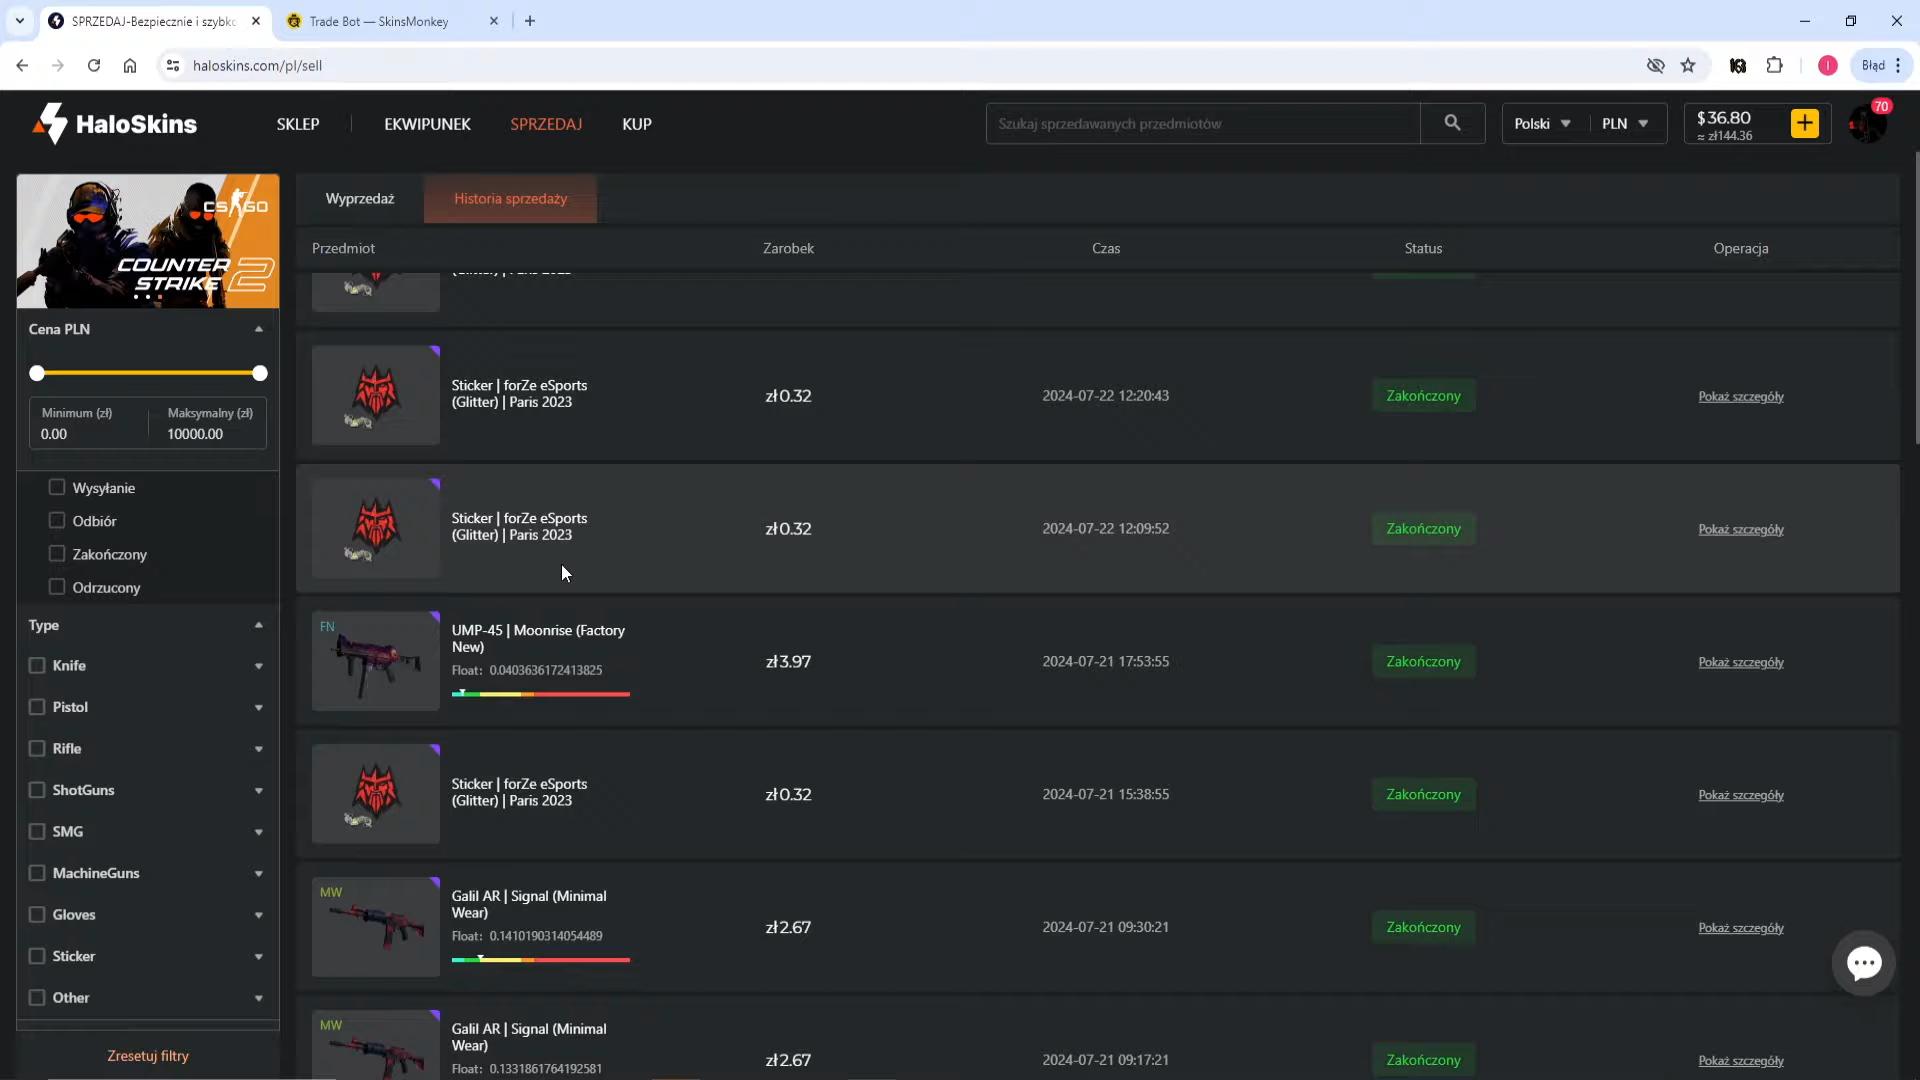 SPRZEDAJ-Bezpiecznie i szybko
Trade Bot — SkinsMonkey
haloskins.com/pl/sell
Błąd
HaloSkins
SKLEP
EKWIPUNEK
SPRZEDAJ
KUP
Szukaj sprzedawanych przedmiotów
Polski
PLN
$36.80
≈ zł144.36
70
CS GO
COUNTER
STRIKE 2
Cena PLN
Minimum (zł)
0.00
Maksymalny (zł)
10000.00
Wysyłanie
Odbiór
Zakończony
Odrzucony
Type
Knife
Pistol
Rifle
ShotGuns
SMG
MachineGuns
Gloves
Sticker
Other
Zresetuj filtry
Wyprzedaż
Historia sprzedaży
Przedmiot
Zarobek
Czas
Status
Operacja
Sticker | forZe eSports
(Glitter) | Paris 2023
zł0.32
2024-07-22 12:20:43
Zakończony
Pokaż szczegóły
Sticker | forZe eSports
(Glitter) | Paris 2023
zł0.32
2024-07-22 12:09:52
Zakończony
Pokaż szczegóły
FN
UMP-45 | Moonrise (Factory
New)
Float: 0.0403636172413825
zł3.97
2024-07-21 17:53:55
Zakończony
Pokaż szczegóły
Sticker | forZe eSports
(Glitter) | Paris 2023
zł0.32
2024-07-21 15:38:55
Zakończony
Pokaż szczegóły
MW
Galil AR | Signal (Minimal
Wear)
Float: 0.1410190314054489
zł2.67
2024-07-21 09:30:21
Zakończony
Pokaż szczegóły
MW
Galil AR | Signal (Minimal
Wear)
Float: 0.1331861764192581
zł2.67
2024-07-21 09:17:21
Zakończony
Pokaż szczegóły